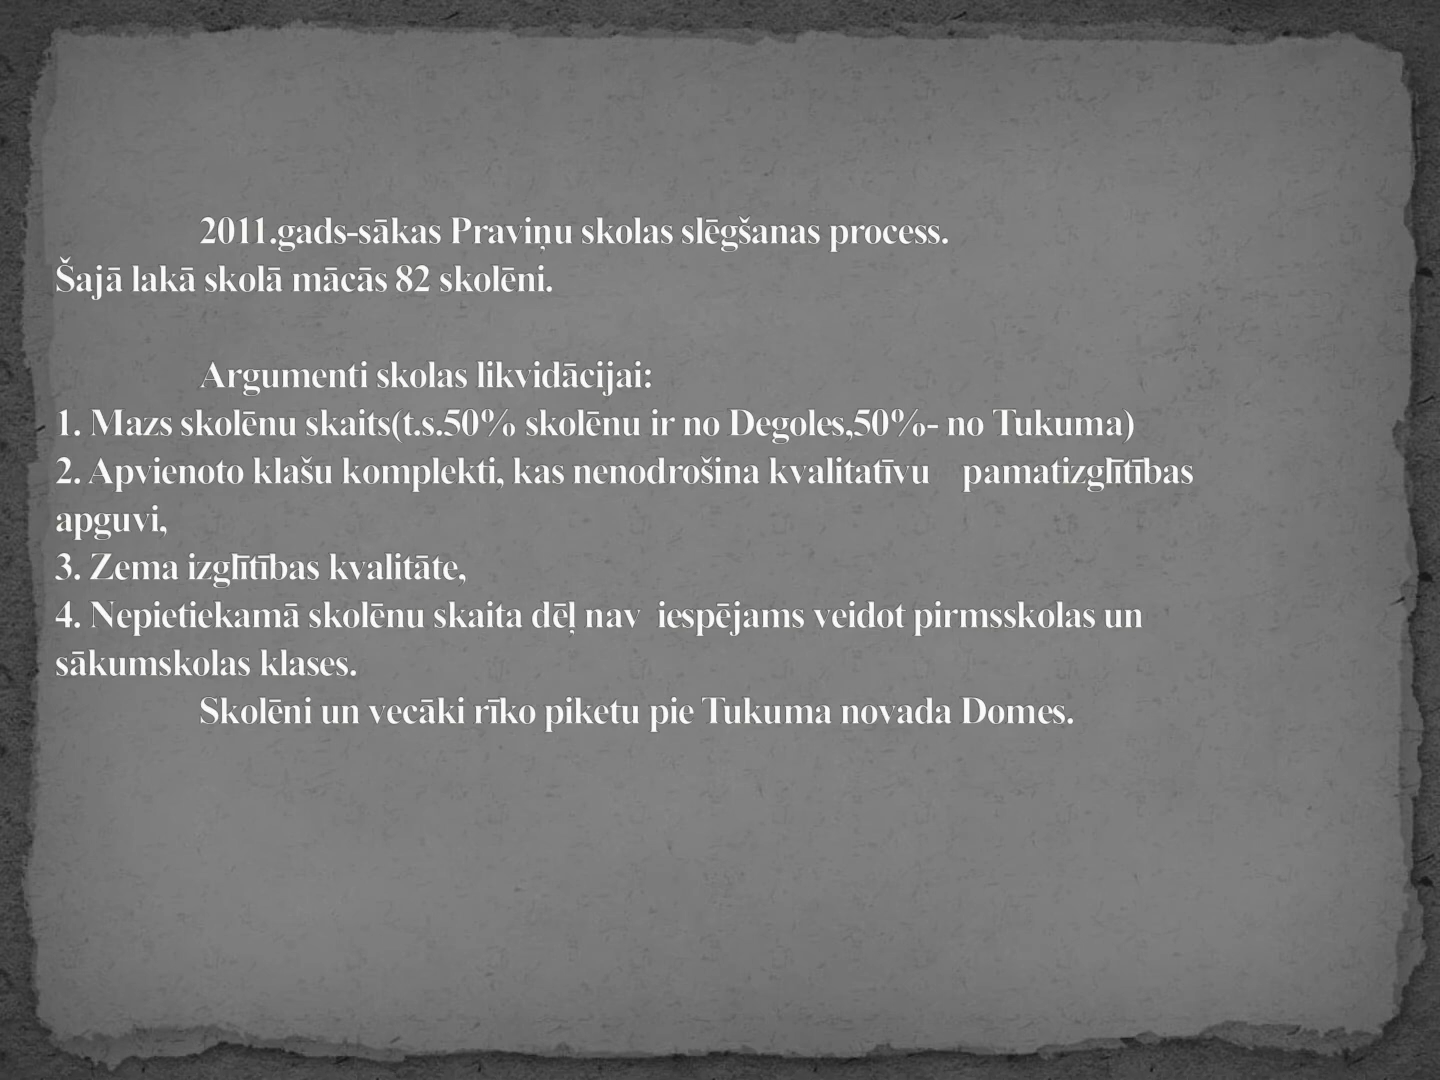 2011.gads-sākas Praviņu skolas slēgšanas process.
Šajā lakā skolā mācās 82 skolēni.
Argumenti skolas likvidācijai:
1. Mazs skolēnu skaits(t.s.50% skolēnu ir no Degoles,50%- no Tukuma)
2. Apvienoto klašu komplekti, kas nenodrošina kvalitatīvu pamatizglītības
apguvi,
3. Zema izglītības kvalitāte,
4. Nepietiekamā skolēnu skaita dēļ nav iespējams veidot pirmsskolas un
sākumskolas klases.
Skolēni un vecāki rīko piketu pie Tukuma novada Domes.